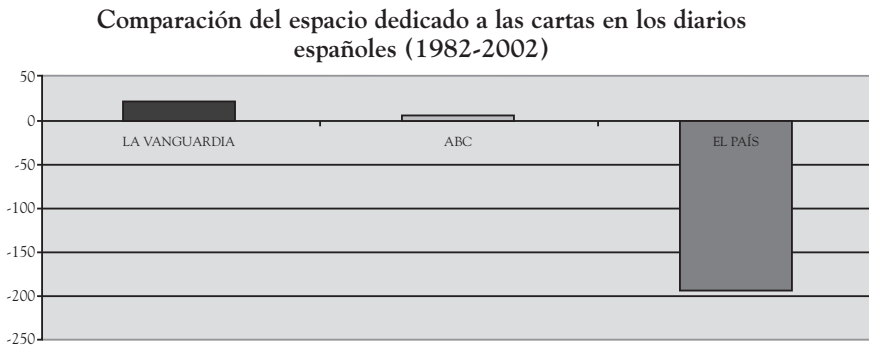 Comparación del espacio dedicado a las cartas en los diarios
españoles (1982-2002)
50
0
LA VANGUARDIA ABC EL PAÍS
-50
-100
-150
-200
-250